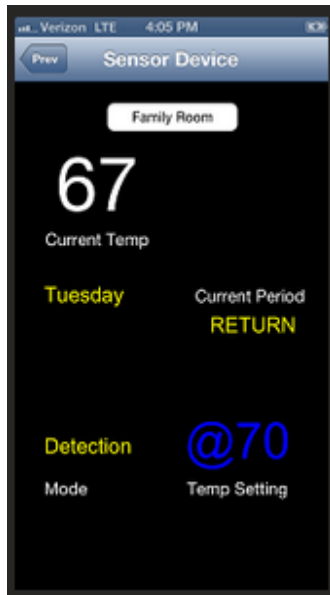 Verizon LTE 4:05 PM
Prev Sensor Device
Family Room
67
Current Temp
Tuesday Current Period
RETURN
Detection @70
Mode Temp Setting